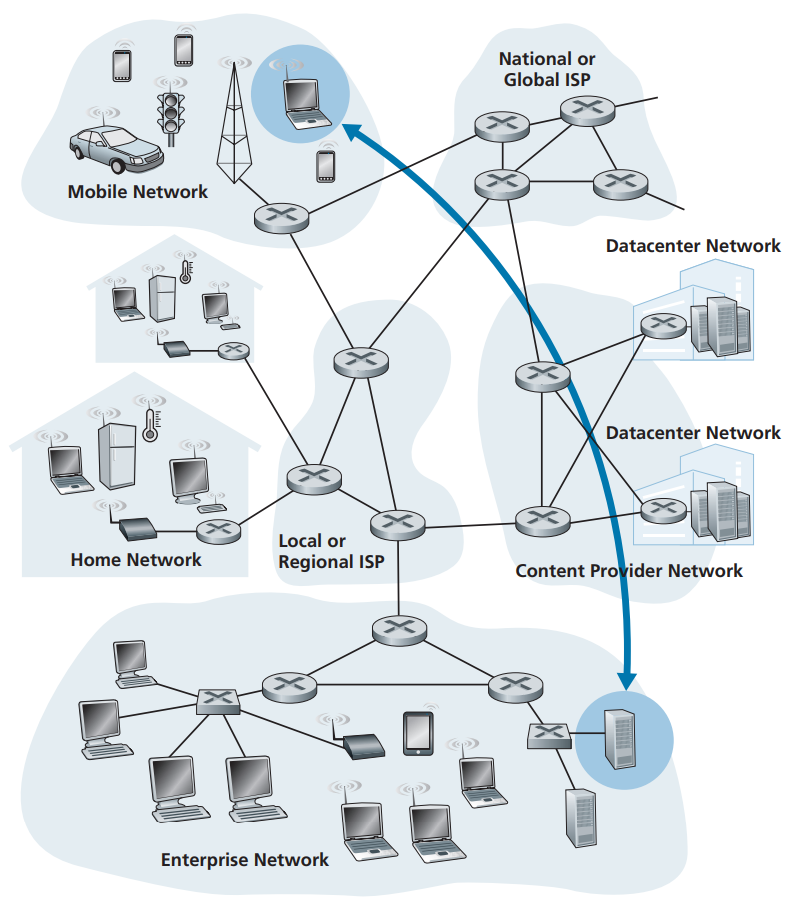 National or
Global ISP
Mobile Network
Datacenter Network
Datacenter Network
Home Network
Local or
Regional ISP
Content Provider Network
Enterprise Network